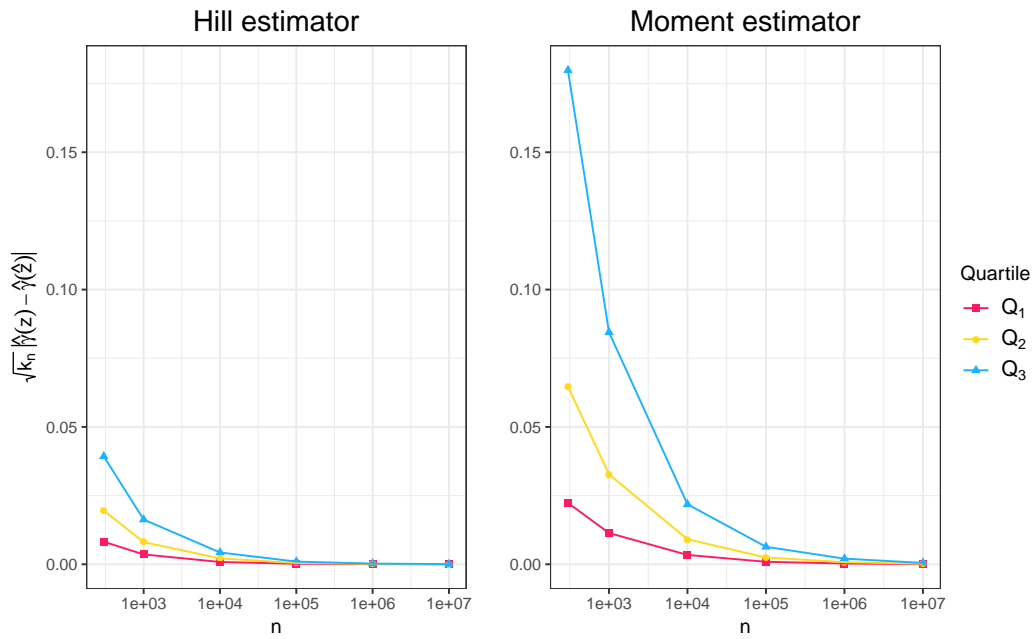 Hill estimator
Moment estimator
√kₙ |γ̂(z) − γ̂(ẑ)|
0.15
0.10
0.05
0.00
1e+03 1e+04 1e+05 1e+06 1e+07
n
0.15
0.10
0.05
0.00
1e+03 1e+04 1e+05 1e+06 1e+07
n
Quartile
Q₁
Q₂
Q₃